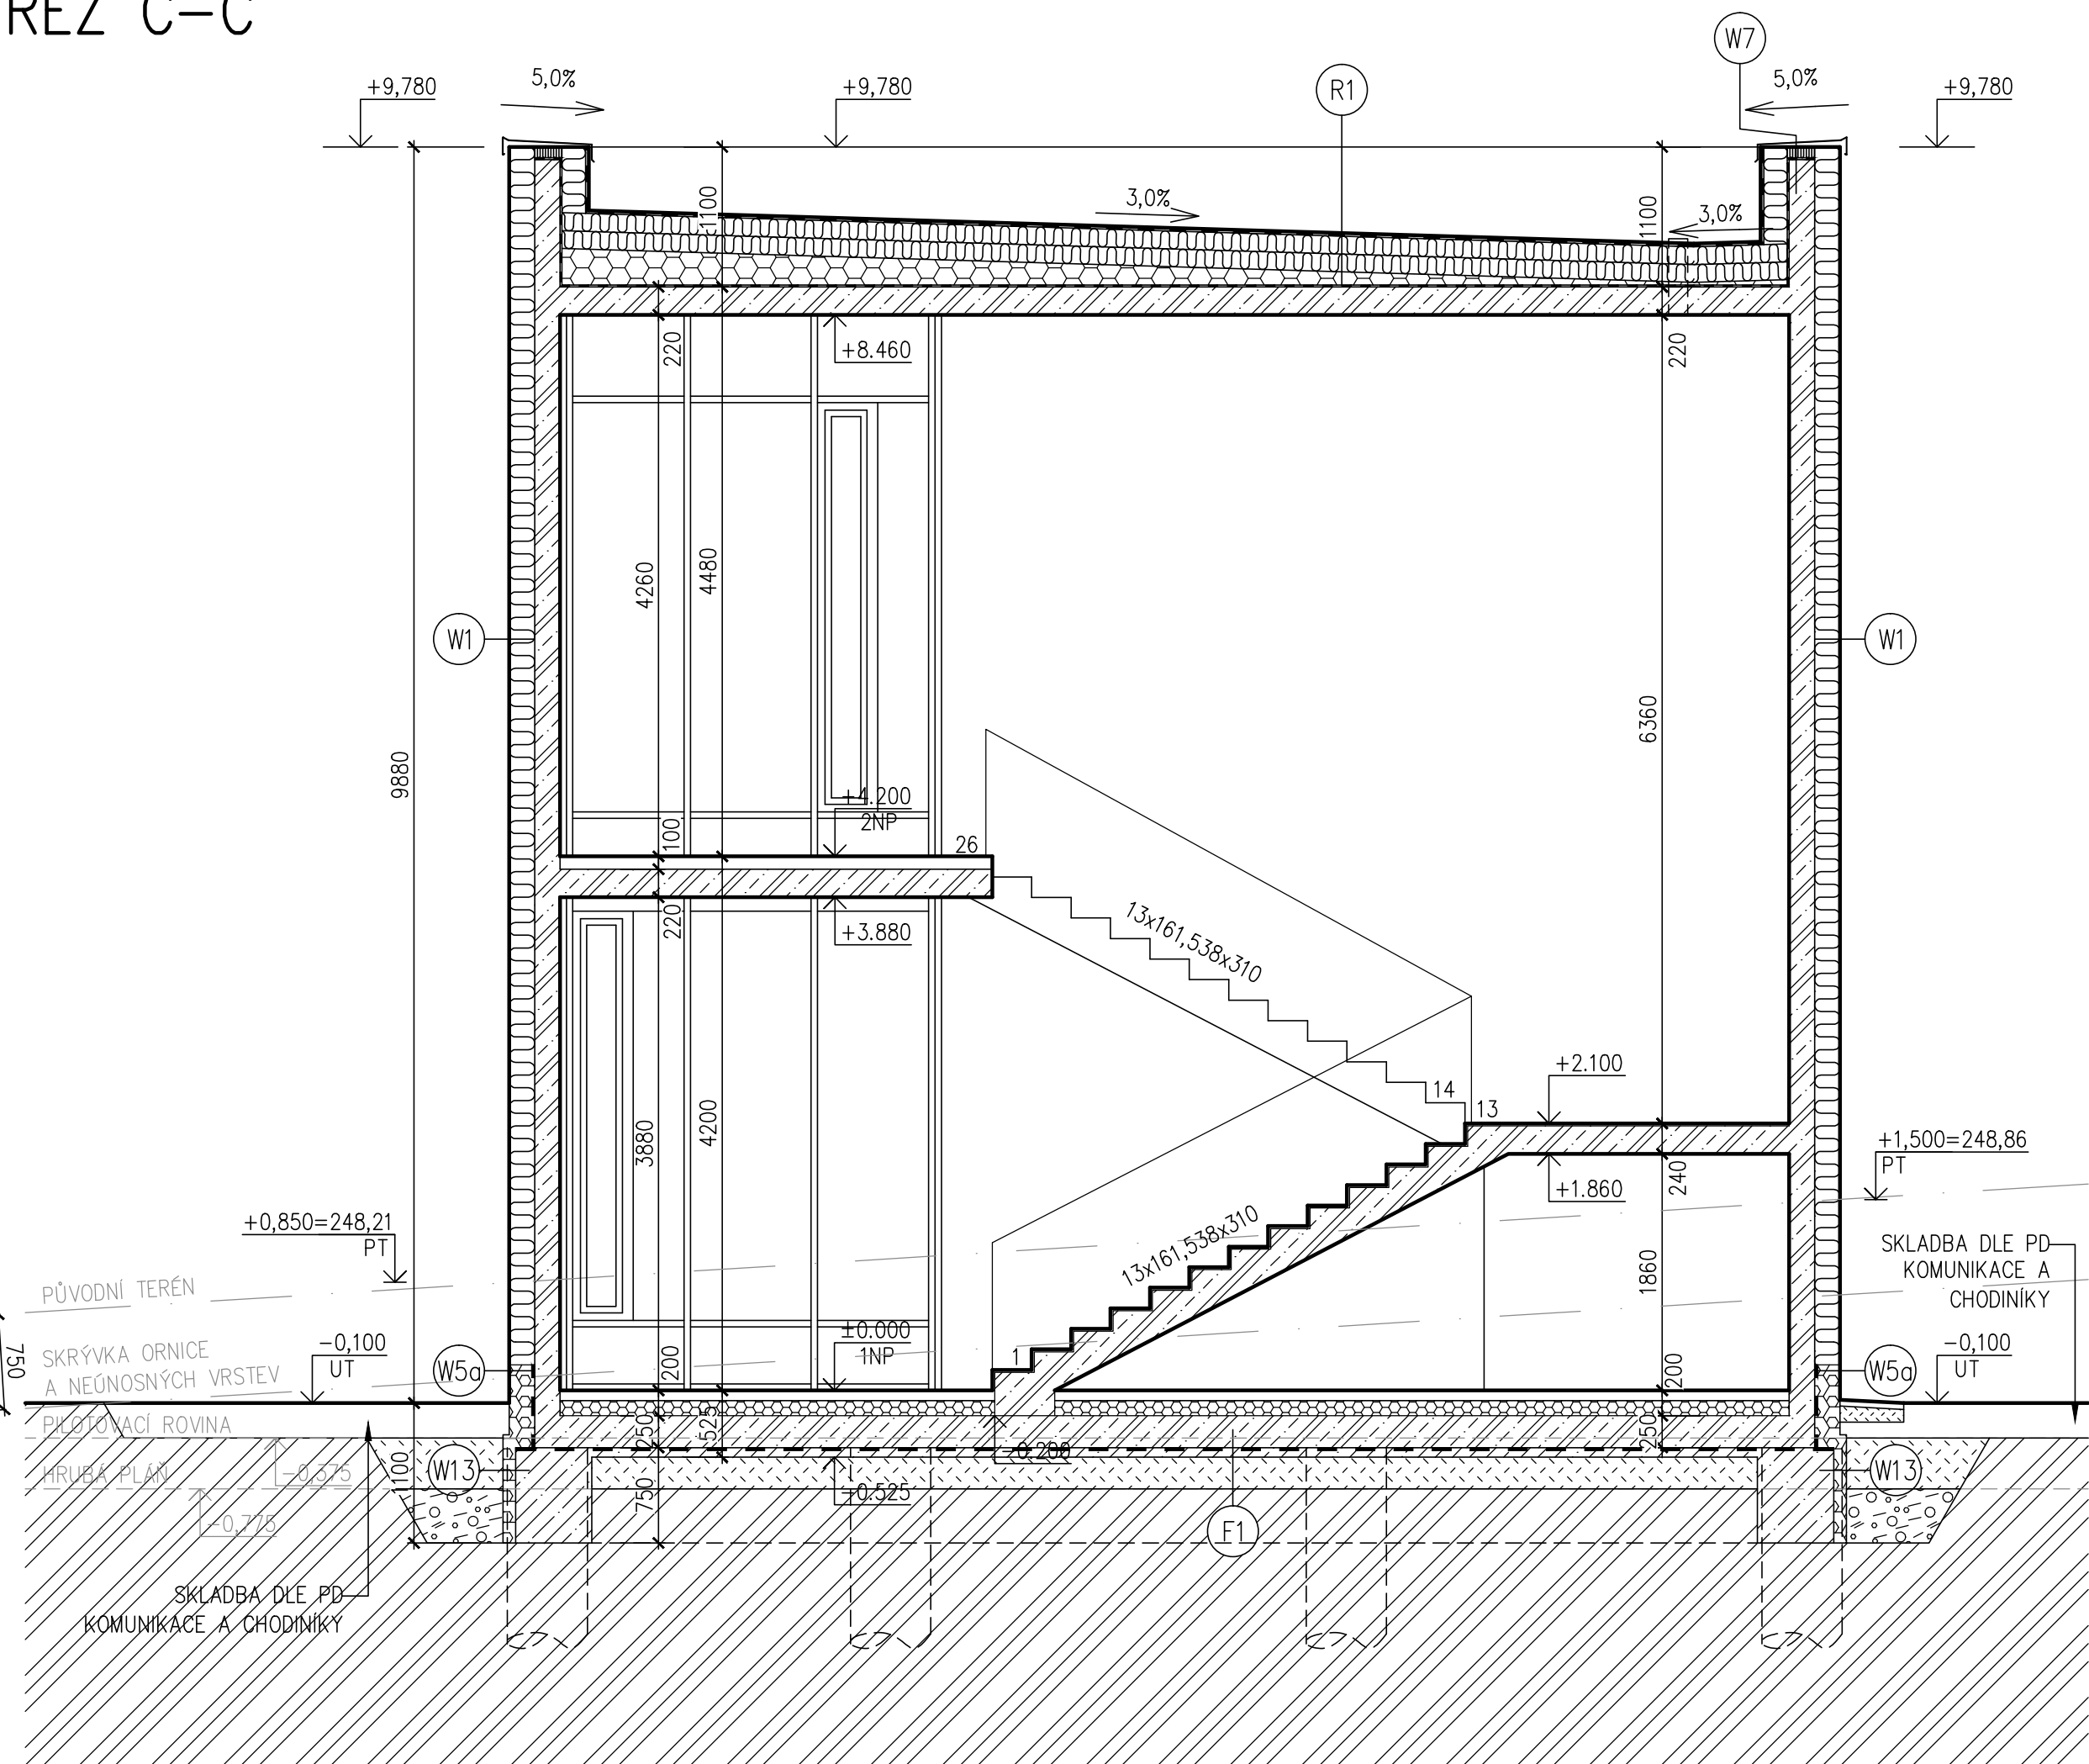 ŘEZ C-C
W7
+9,780
5,0%
+9,780
R1
5,0%
+9,780
1100
3,0%
1100
3,0%
220
+8.460
220
4260
4480
W1
W1
6360
9880
+4.200
2NP
100
26
220
+3.880
13x161,538x310
+2.100
14
13
3880
4200
+1,500=248,86
PT
240
+1.860
+0,850=248,21
PT
13x161,538x310
SKLADBA DLE PD
KOMUNIKACE A
CHODINÍKY
1860
PŮVODNÍ TERÉN
750
SKRÝVKA ORNICE
A NEÚNOSNÝCH VRSTEV
-0,100
UT
W5a
200
±0.000
1NP
1
200
W5a
-0,100
UT
PILOTOVACÍ ROVINA
250
525
-0.200
250
HRUBÁ PLÁŇ
-0,375
1100
W13
750
-0.525
W13
-0,775
F1
SKLADBA DLE PD
KOMUNIKACE A CHODINÍKY